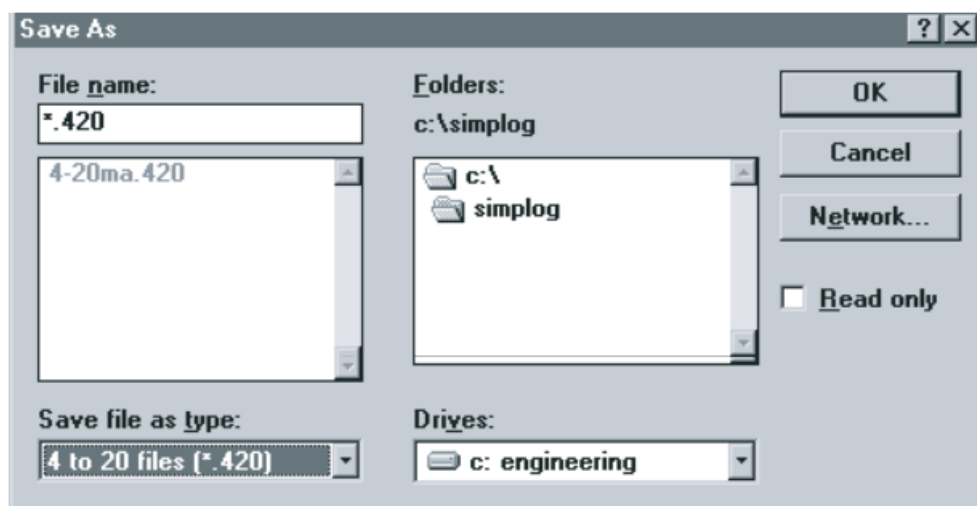 Save As
File name:
*.420
4-20ma.420
Save file as type:
4 to 20 files (*.420)
Folders:
c:\simplog
c:\
simplog
Drives:
c: engineering
OK
Cancel
Network...
Read only